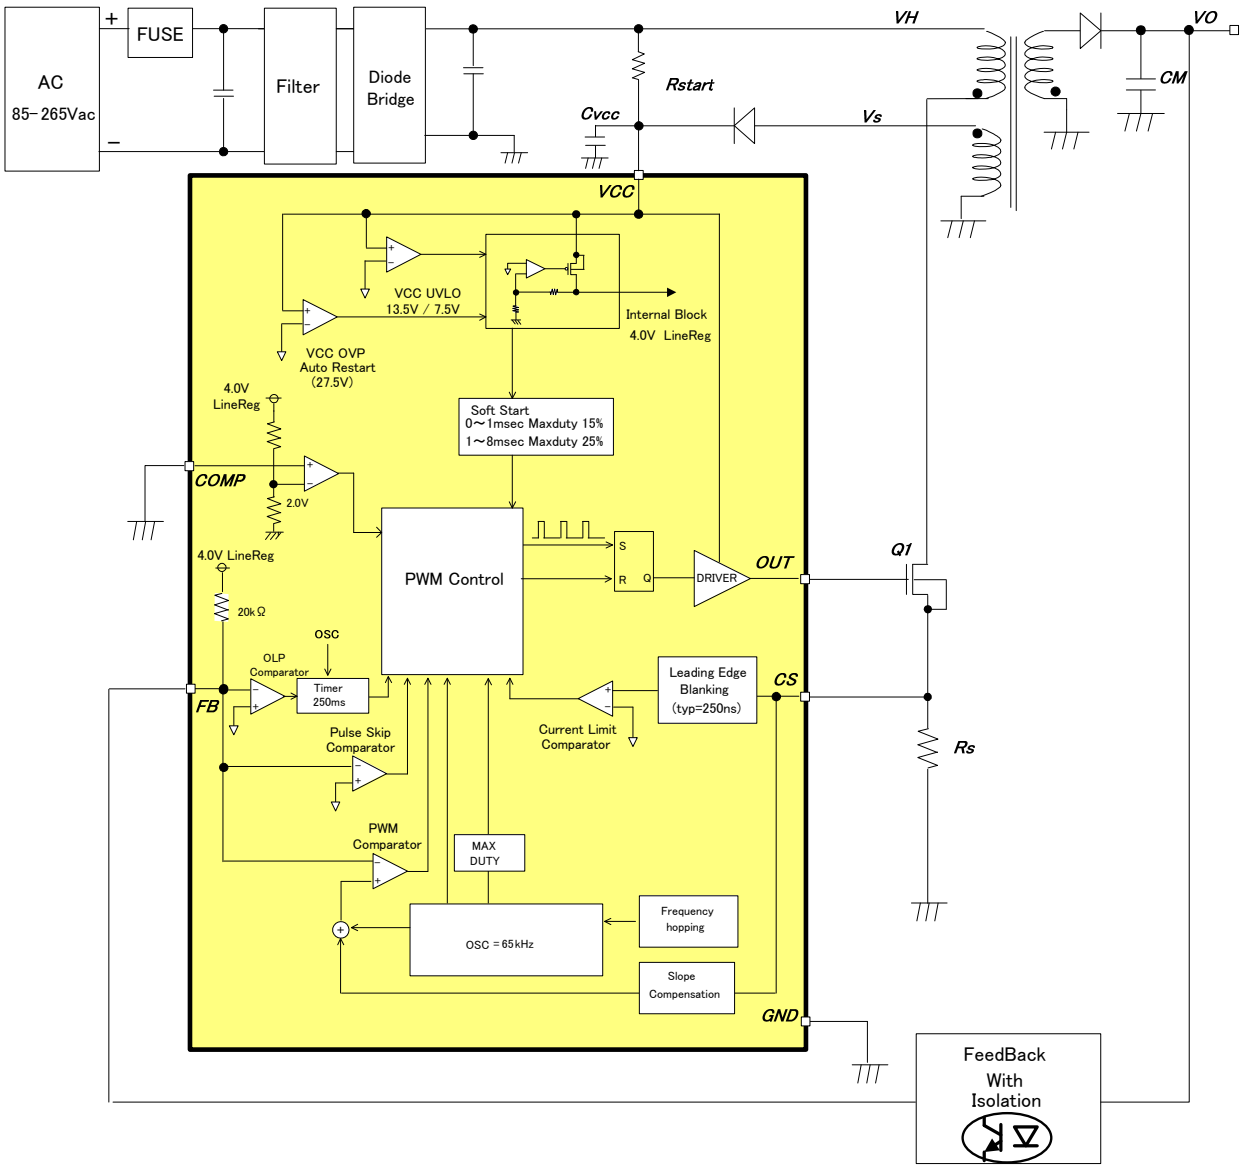 AC
85-265Vac
+
−
FUSE
Filter
Diode
Bridge
VH
Rstart
Cvcc
Vs
VO
CM
VCC
+
−
VCC UVLO
13.5V / 7.5V
+
−
VCC OVP
Auto Restart
(27.5V)
Internal Block
4.0V LineReg
4.0V
LineReg
Soft Start
0～1msec Maxduty 15%
1～8msec Maxduty 25%
COMP
+
−
2.0V
4.0V LineReg
20kΩ
PWM Control
S
R
Q
DRIVER
OUT
Q1
OSC
OLP
Comparator
−
+
Timer
250ms
FB
Pulse Skip
Comparator
−
+
Current Limit
Comparator
+
−
Leading Edge
Blanking
(typ=250ns)
CS
Rs
PWM
Comparator
−
+
MAX
DUTY
+
OSC = 65kHz
Frequency
hopping
Slope
Compensation
GND
FeedBack
With
Isolation